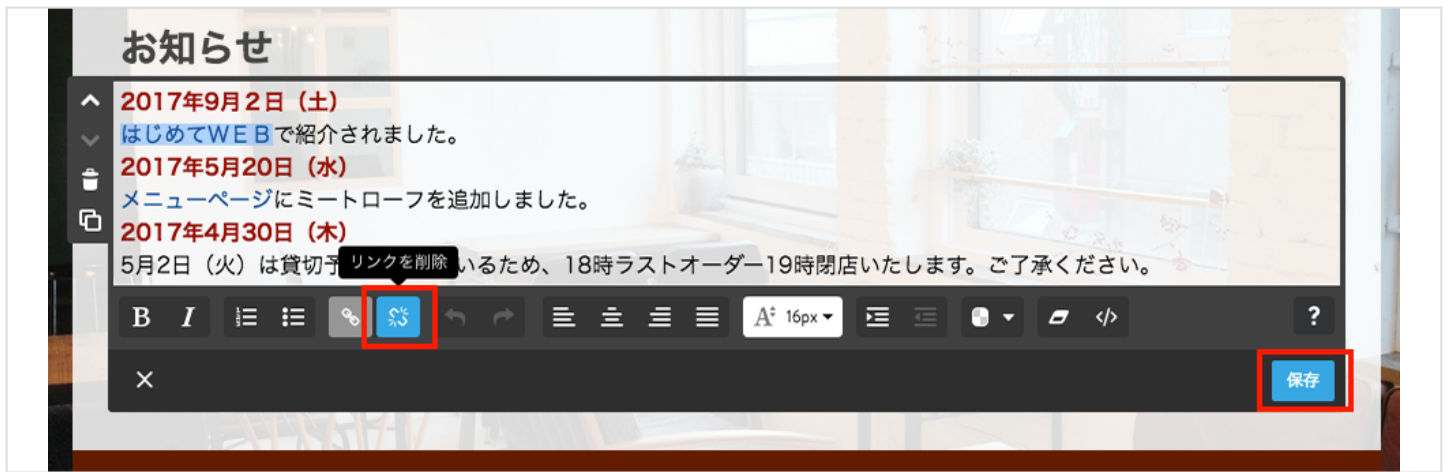 お知らせ
2017年9月２日（土）
はじめてＷＥＢで紹介されました。
2017年5月20日（水）
メニューページにミートローフを追加しました。
2017年4月30日（木）
5月2日（火）は貸切予
リンクを削除
いるため、18時ラストオーダー19時閉店いたします。ご了承ください。
B I A 16px </> ?
保存